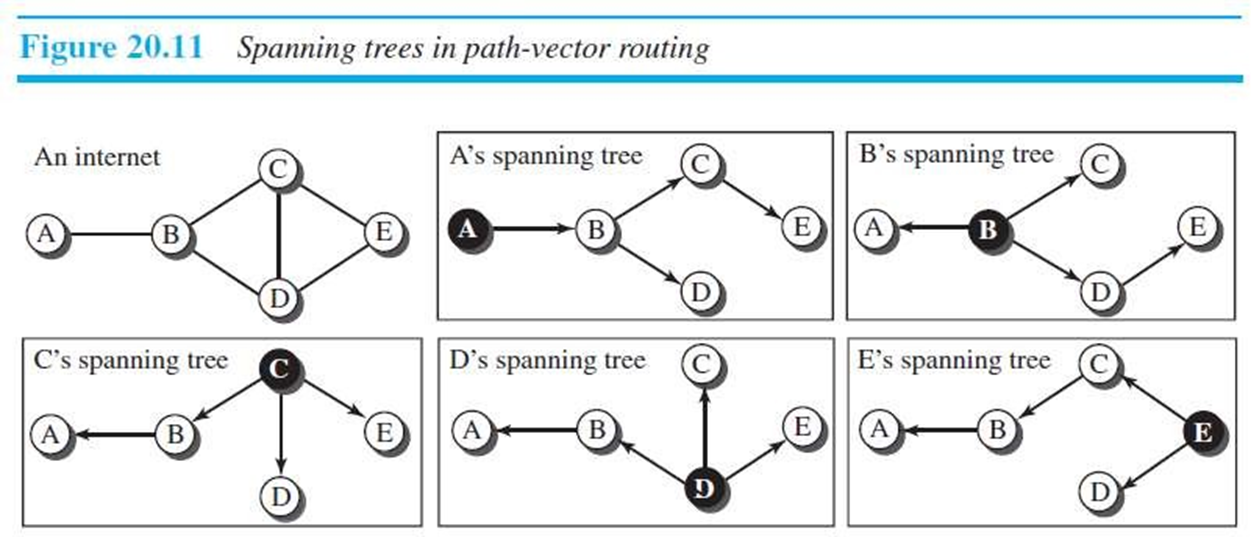 Figure 20.11 Spanning trees in path-vector routing
An internet
C
A
B
E
D
A's spanning tree
C
A
B
E
D
B's spanning tree
C
A
B
E
D
C's spanning tree
C
A
B
E
D
D's spanning tree
C
A
B
E
D
E's spanning tree
C
A
B
E
D